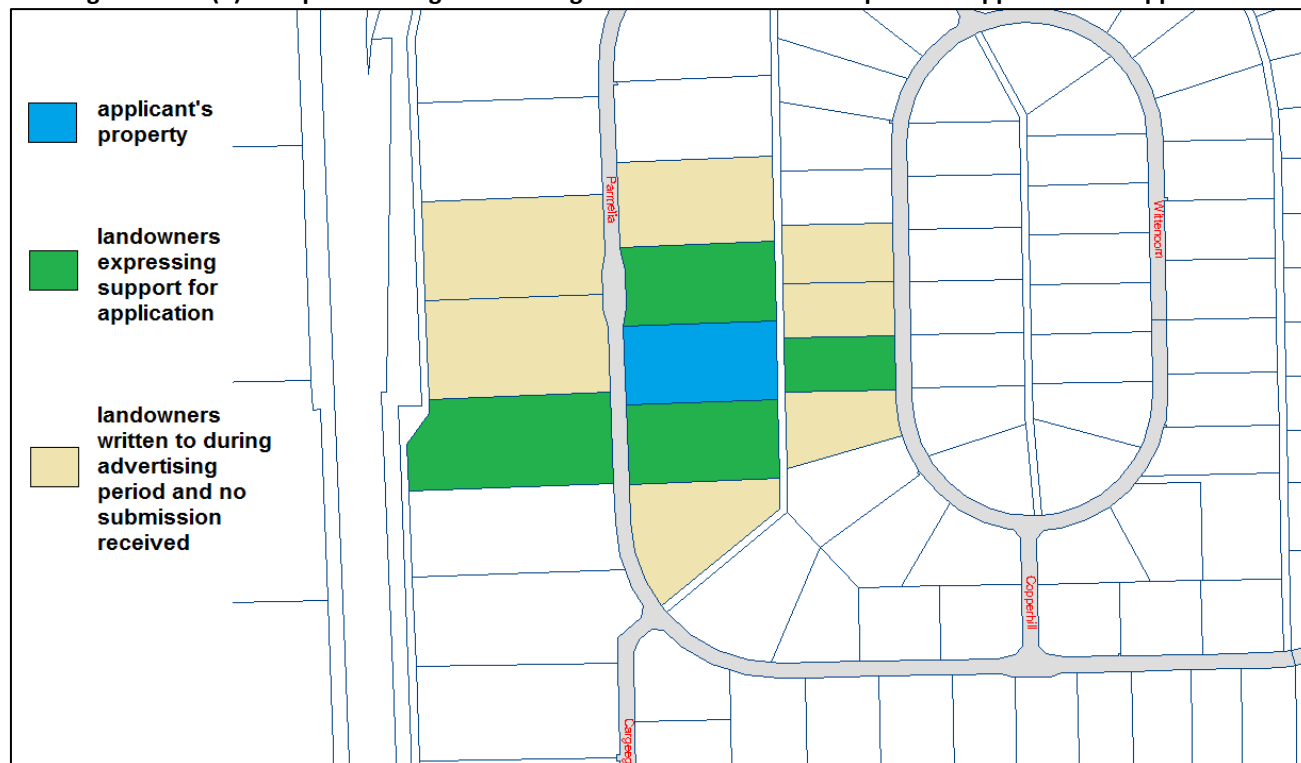 applicant's
property
landowners
expressing
support for
application
landowners
written to during
advertising
period and no
submission
received
Parmelia
Wittenoom
Copperhill
Cargeeg